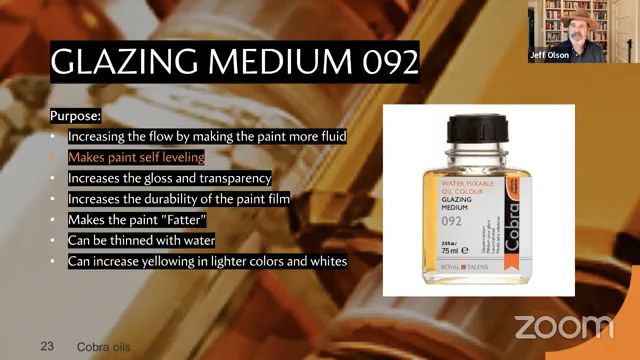 GLAZING MEDIUM 092
Jeff Olson
Purpose:
• Increasing the flow by making the paint more fluid
• Makes paint self leveling
• Increases the gloss and transparency
• Increases the durability of the paint film
• Makes the paint "Fatter"
• Can be thinned with water
• Can increase yellowing in lighter colors and whites
WATER MIXABLE
OIL COLOUR
GLAZING
MEDIUM
092
75 ml e
Cobra
ROYAL TALENS
23 Cobra oils
zoom